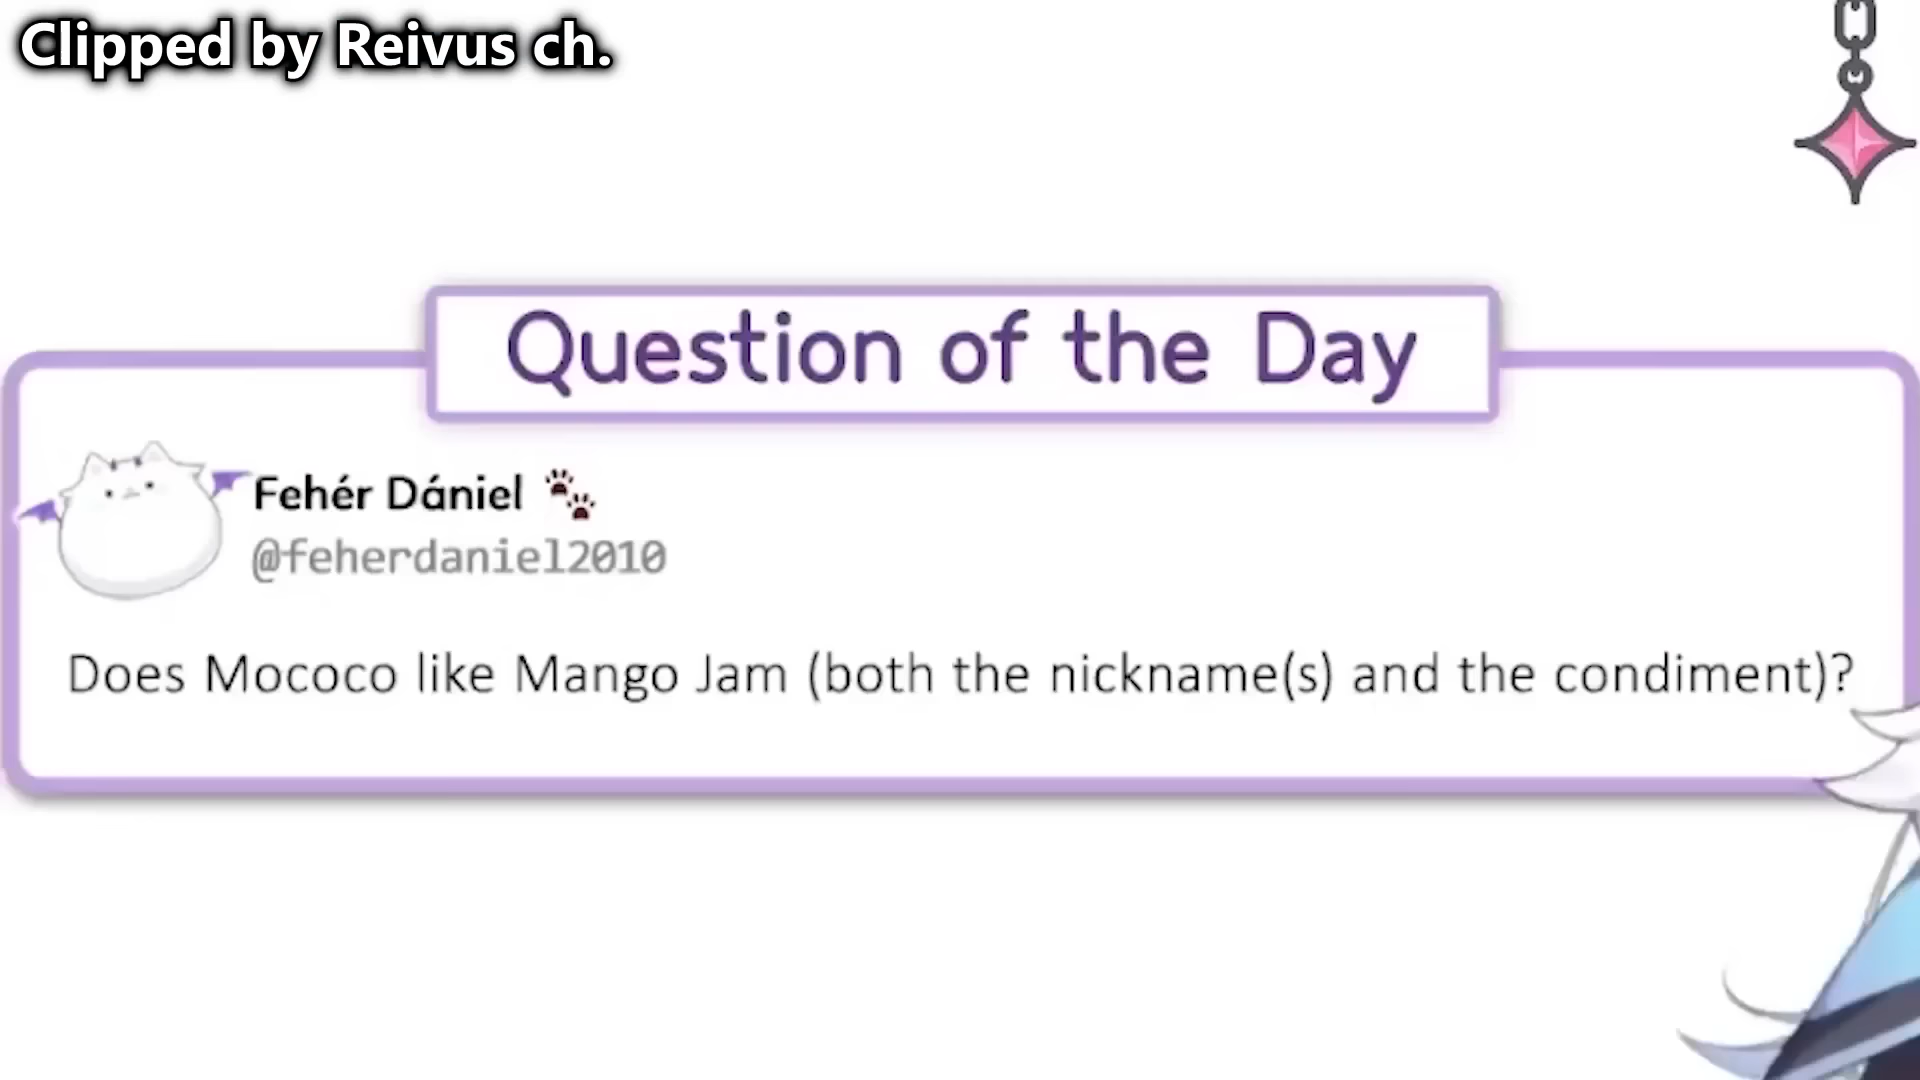 Clipped by Reivus ch.
Question of the Day
Fehér Dániel
@feherdaniel2010
Does Mococo like Mango Jam (both the nickname(s) and the condiment)?